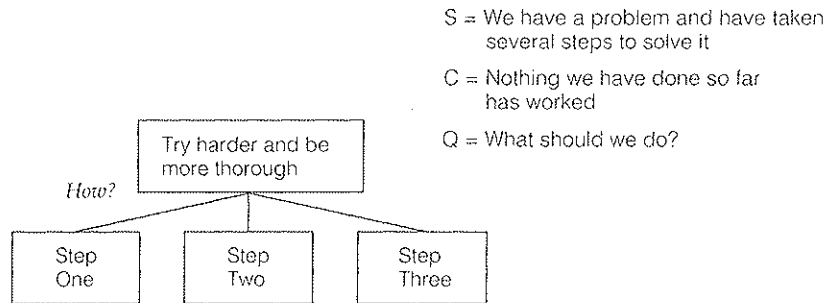 S = We have a problem and have taken
several steps to solve it
C = Nothing we have done so far
has worked
Q = What should we do?
Try harder and be
more thorough
How?
Step
One
Step
Two
Step
Three